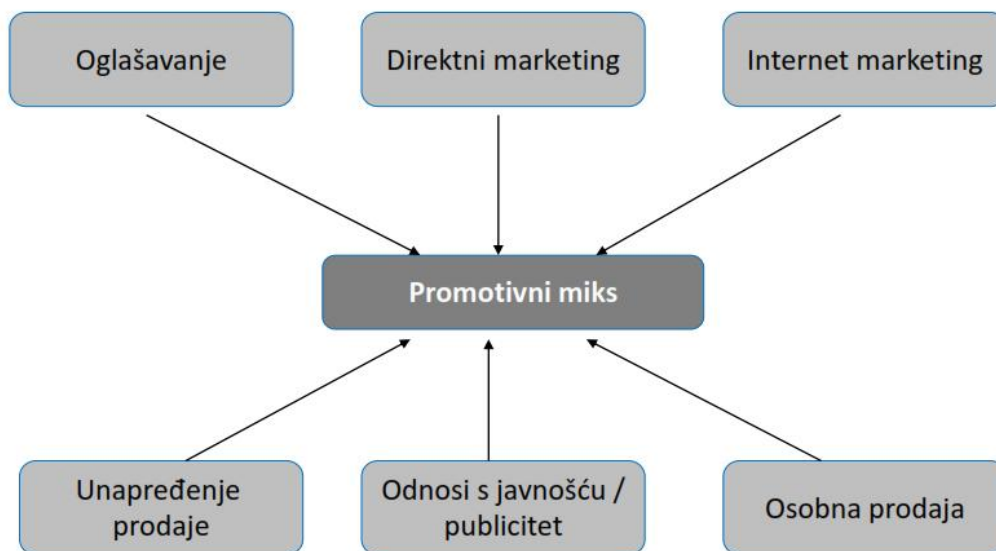 Oglašavanje
Direktni marketing
Internet marketing
Promotivni miks
Unapređenje
prodaje
Odnosi s javnošću /
publicitet
Osobna prodaja